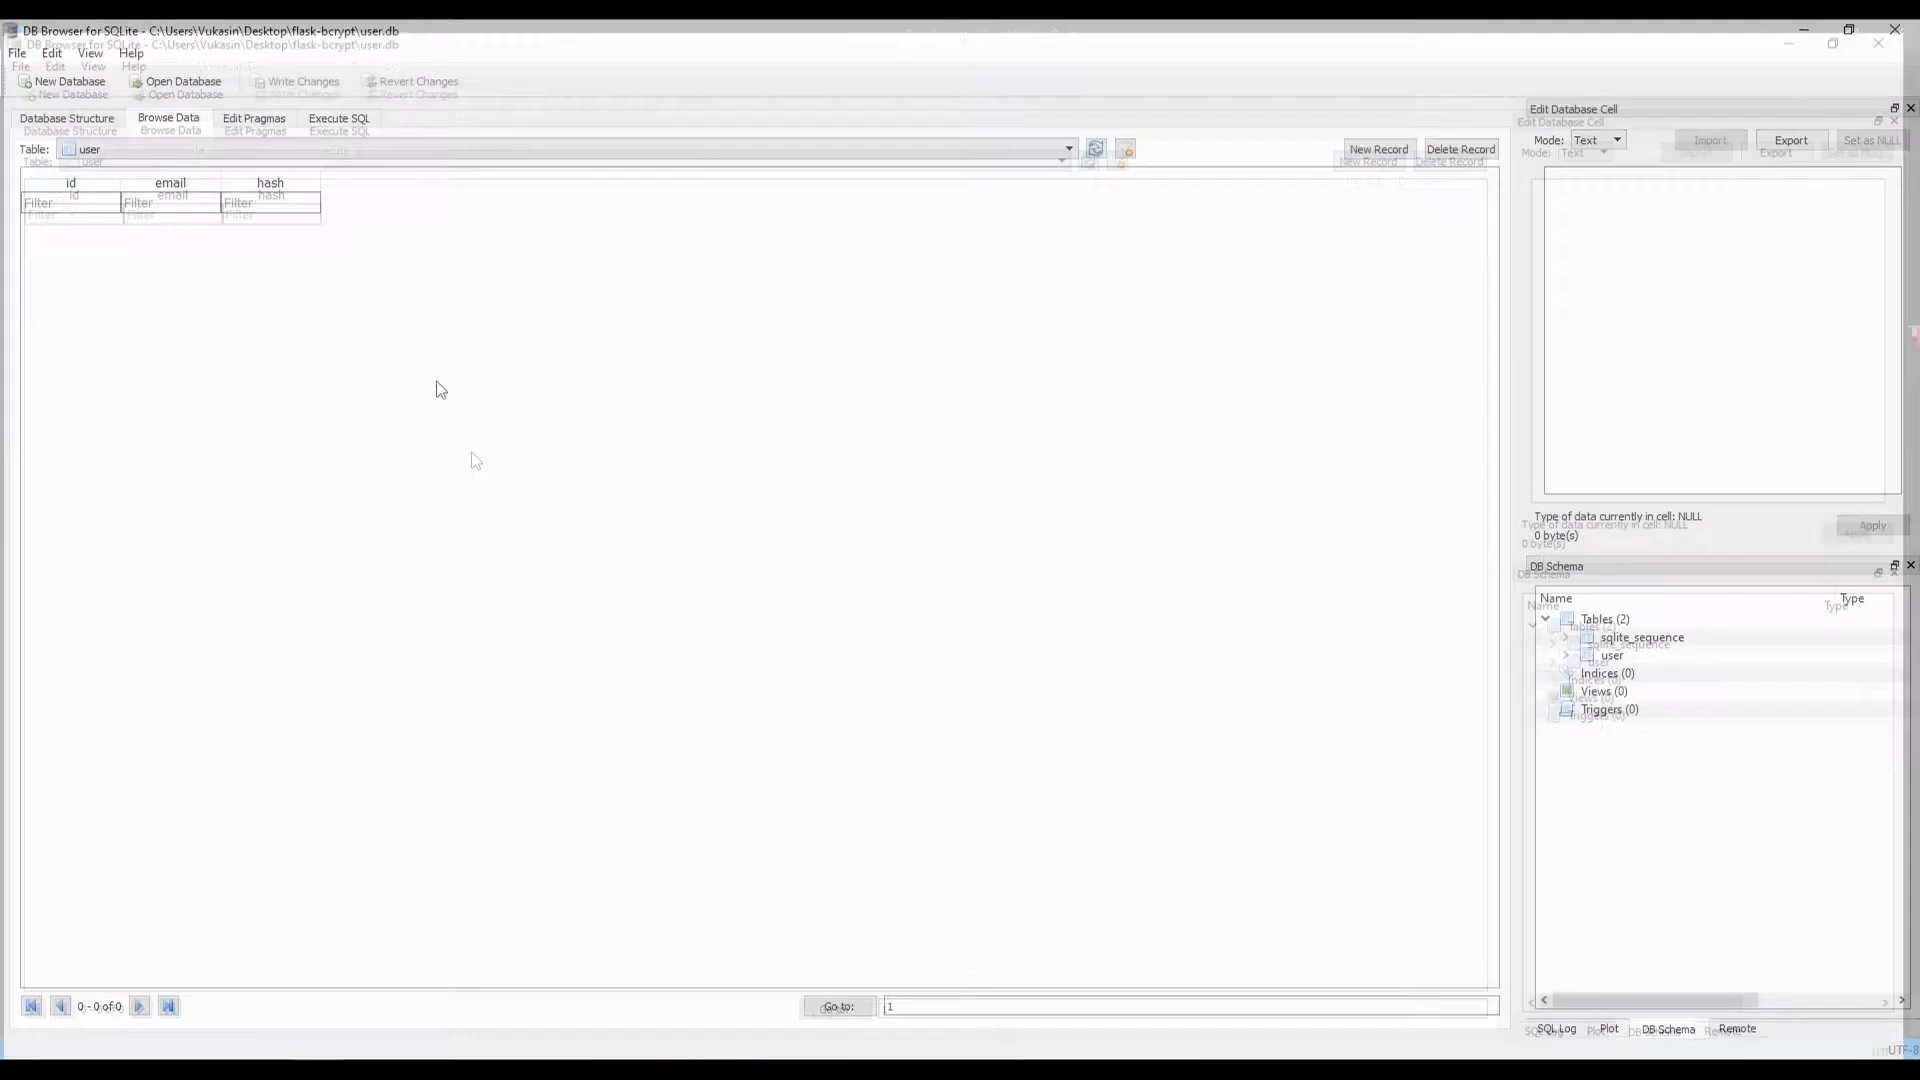 DB Browser for SQLite - C:\Users\Vukasin\Desktop\flask-bcrypt\user.db
File Edit View Help
New Database Open Database Write Changes Revert Changes
Database Structure Browse Data Edit Pragmas Execute SQL
Table: user New Record Delete Record
id email hash
Filter Filter Filter
0 - 0 of 0 Go to: 1
Edit Database Cell
Mode: Text Import Export Set as NULL
Type of data currently in cell: NULL
0 byte(s)
Apply
DB Schema
Name Type
Tables (2)
sqlite_sequence
user
Indices (0)
Views (0)
Triggers (0)
SQL Log Plot DB Schema Remote
UTF-8